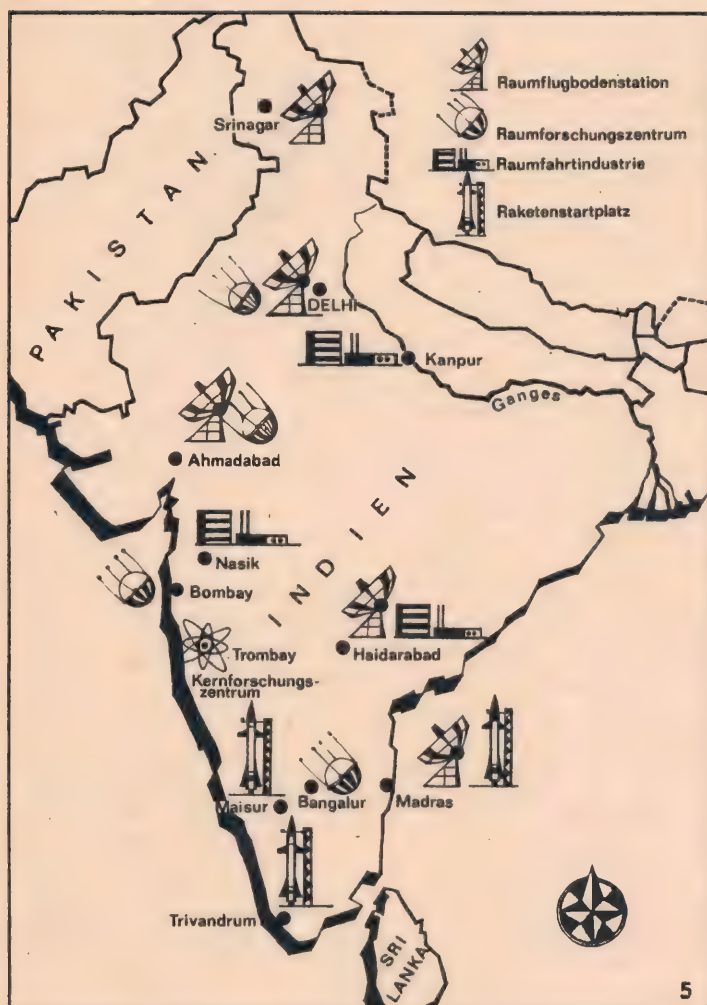 Raumflugbodenstation
Raumforschungszentrum
Raumfahrtindustrie
Raketenstartplatz
Srinagar
PAKISTAN
DELHI
Kanpur
Ganges
Ahmadabad
INDIEN
Nasik
Bombay
Trombay
Kernforschungs-
zentrum
Haidarabad
Maisur
Bangalur
Madras
Trivandrum
SRI
LANKA
5